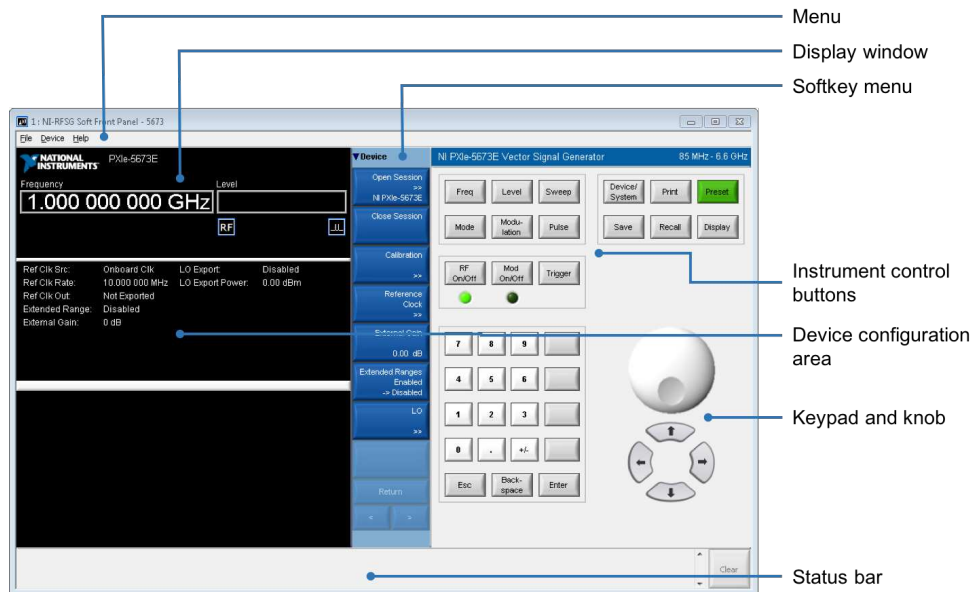 Menu
Display window
Softkey menu
1 : NI-RFSG Soft Front Panel - 5673
File Device Help
NATIONAL INSTRUMENTS
PXIe-5673E
Frequency
Level
1.000 000 000 GHz
RF
Ref Clk Src: Onboard Clk LO Export: Disabled
Ref Clk Rate: 10.000 000 MHz LO Export Power: 0.00 dBm
Ref Clk Out: Not Exported
Extended Range: Disabled
External Gain: 0 dB
Device
Open Session
>>
NI PXIe-5673E
Close Session
Calibration
>>
Reference
Clock
>>
External Gain
0.00 dB
Extended Ranges
Enabled
-> Disabled
LO
>>
Return
< >
NI PXIe-5673E Vector Signal Generator 85 MHz - 6.6 GHz
Freq Level Sweep
Mode Modu-
lation Pulse
Device/
System Print Preset
Save Recall Display
RF
On/Off
Mod
On/Off
Trigger
7 8 9
4 5 6
1 2 3
0 . +/-
Esc Back-
space Enter
Instrument control
buttons
Device configuration
area
Keypad and knob
Clear
Status bar